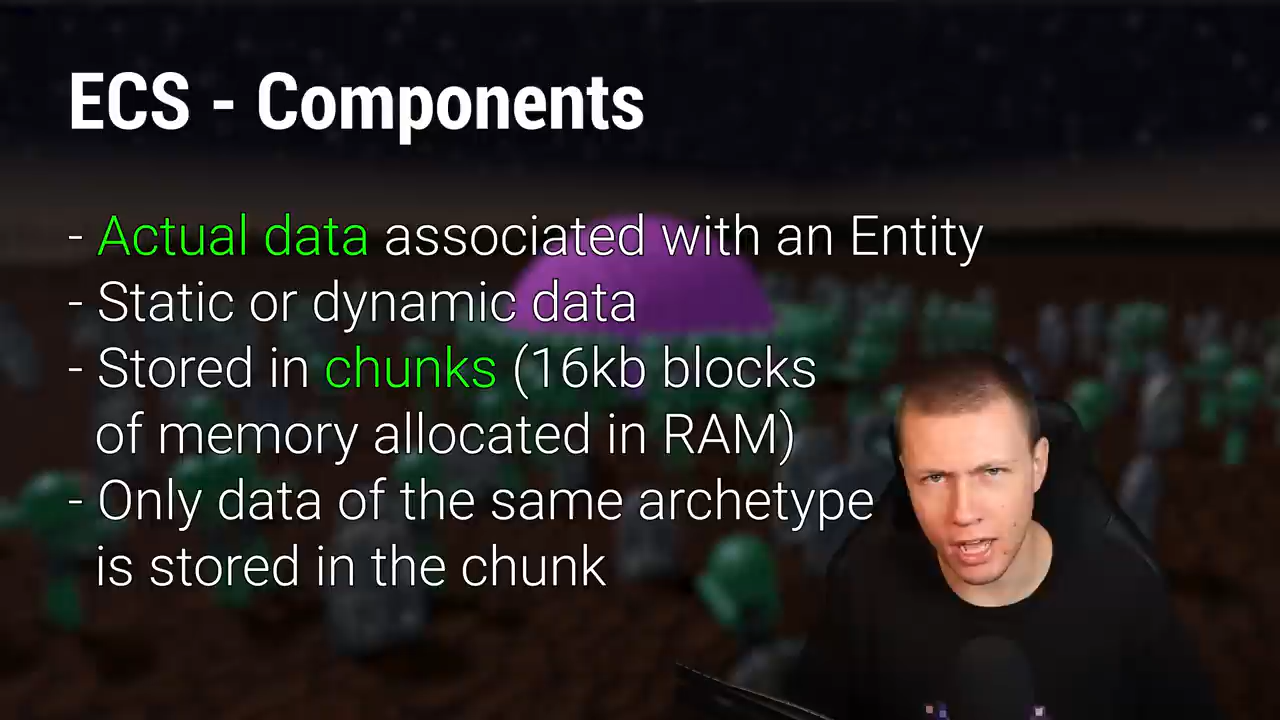 ECS - Components
- Actual data associated with an Entity
- Static or dynamic data
- Stored in chunks (16kb blocks
of memory allocated in RAM)
- Only data of the same archetype
is stored in the chunk